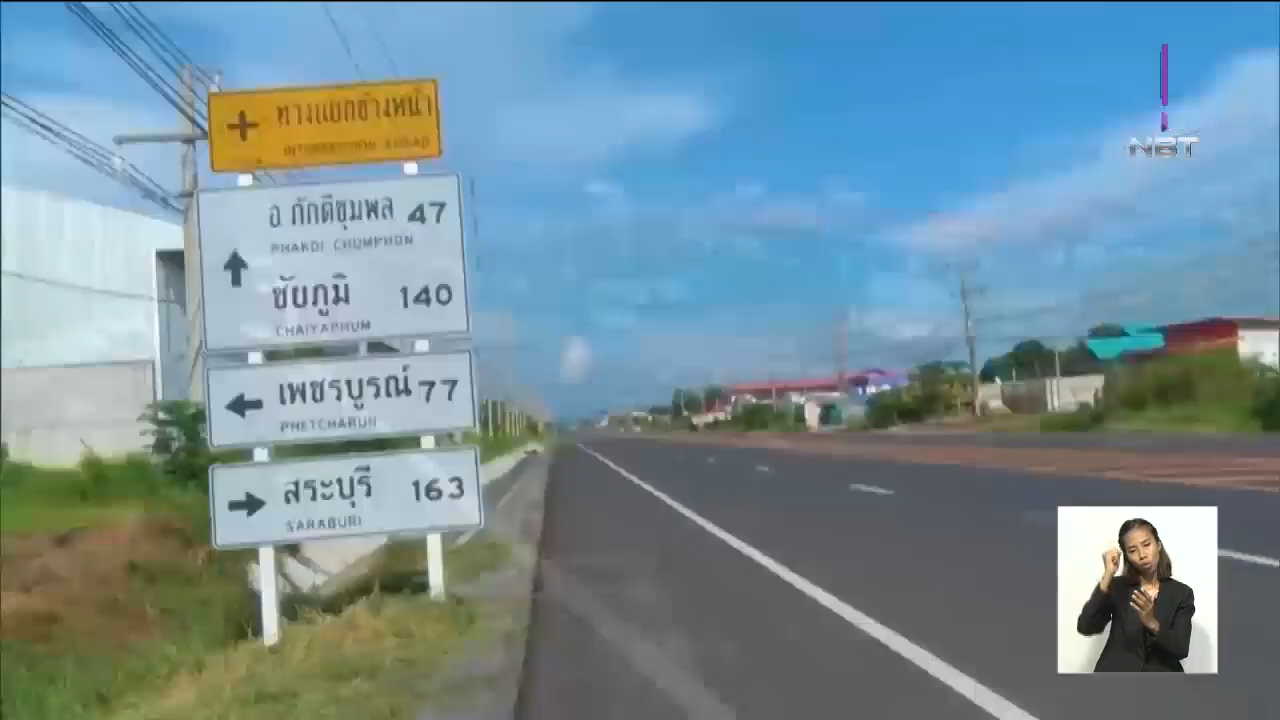 ทางแยกข้างหน้า
INTERSECTION AHEAD
อ.ภักดีชุมพล 47
PHAKDI CHUMPHON
ชัยภูมิ 140
CHAIYAPHUM
เพชรบูรณ์ 77
PHETCHABUN
สระบุรี 163
SARABURI
NBT